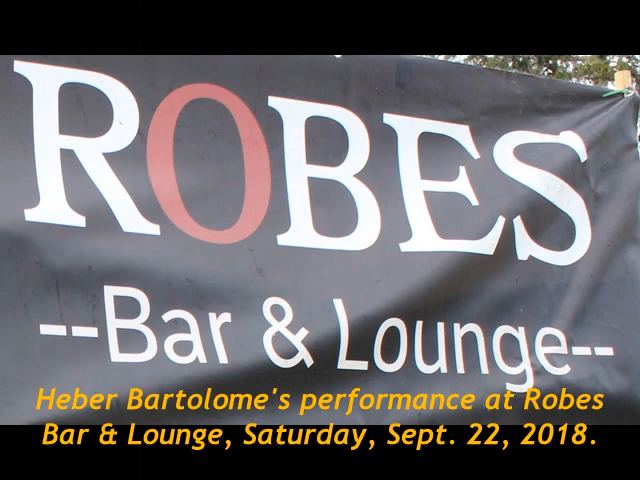 ROBES
--Bar & Lounge--
Heber Bartolome's performance at Robes
Bar & Lounge, Saturday, Sept. 22, 2018.